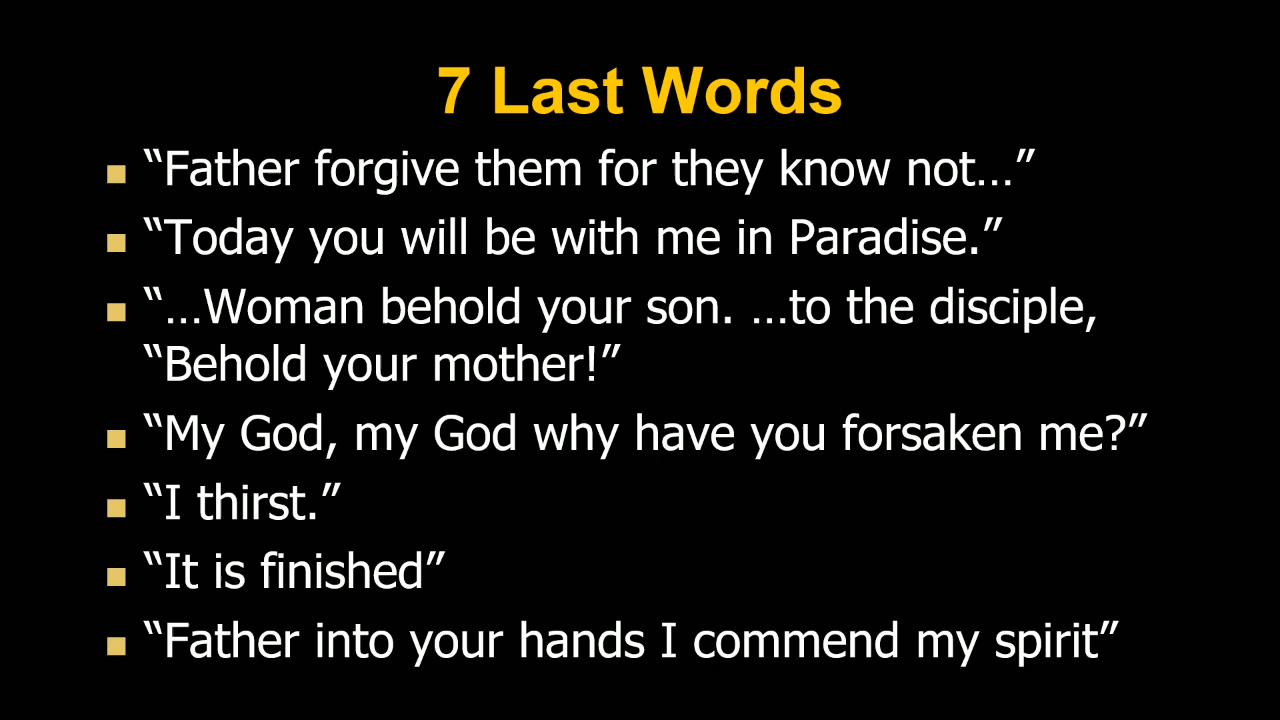 7 Last Words
“Father forgive them for they know not…”
“Today you will be with me in Paradise.”
“…Woman behold your son. …to the disciple,
“Behold your mother!”
“My God, my God why have you forsaken me?”
“I thirst.”
“It is finished”
“Father into your hands I commend my spirit”